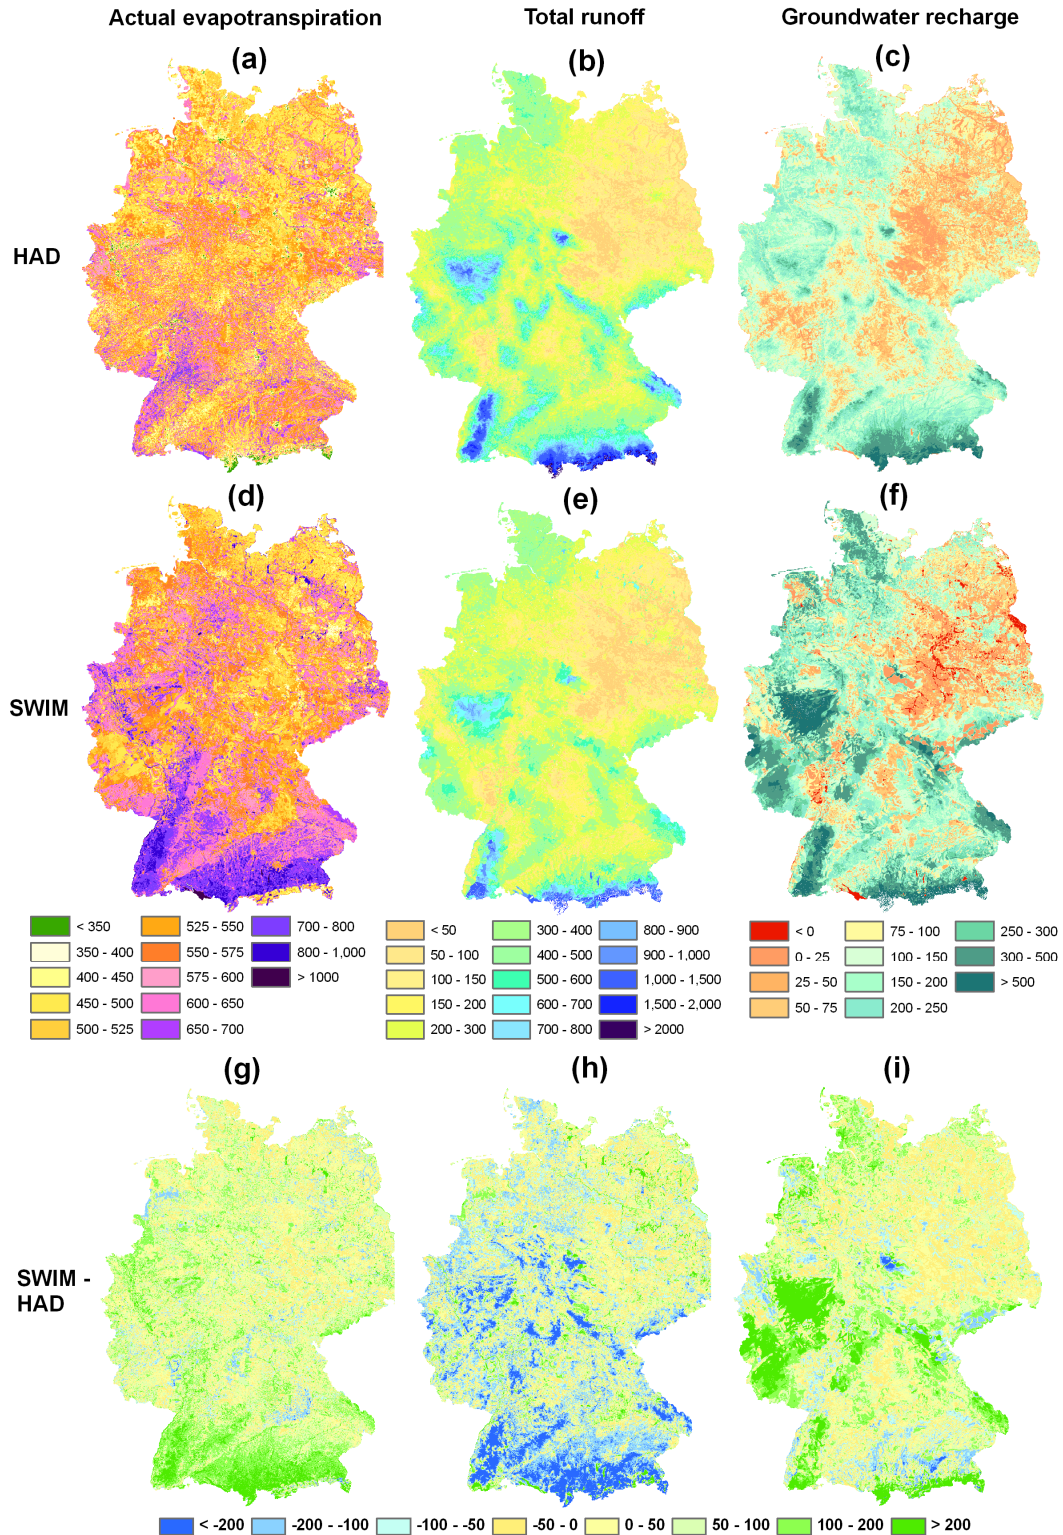 Actual evapotranspiration Total runoff Groundwater recharge
(a) (b) (c)
HAD
(d) (e) (f)
SWIM
< 350 525 - 550 700 - 800
350 - 400 550 - 575 800 - 1,000
400 - 450 575 - 600 > 1000
450 - 500 600 - 650
500 - 525 650 - 700
< 50 300 - 400 800 - 900
50 - 100 400 - 500 900 - 1,000
100 - 150 500 - 600 1,000 - 1,500
150 - 200 600 - 700 1,500 - 2,000
200 - 300 700 - 800 > 2000
< 0 75 - 100 250 - 300
0 - 25 100 - 150 300 - 500
25 - 50 150 - 200 > 500
50 - 75 200 - 250
(g) (h) (i)
SWIM -
HAD
< -200 -200 - -100 -100 - -50 -50 - 0 0 - 50 50 - 100 100 - 200 > 200